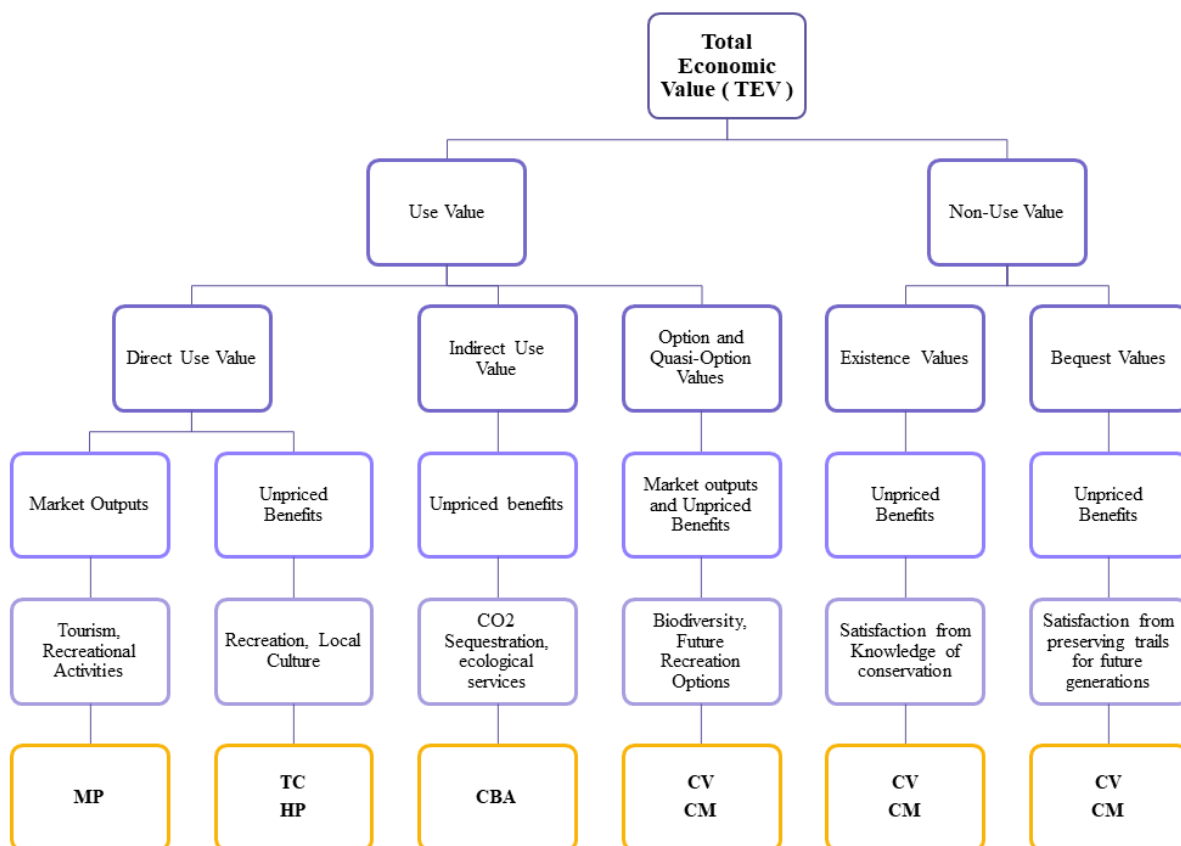 Total
Economic
Value ( TEV )
Use Value
Non-Use Value
Direct Use Value
Indirect Use
Value
Option and
Quasi-Option
Values
Existence Values
Bequest Values
Market Outputs
Unpriced
Benefits
Unpriced benefits
Market outputs
and Unpriced
Benefits
Unpriced
Benefits
Unpriced
Benefits
Tourism,
Recreational
Activities
Recreation, Local
Culture
CO2
Sequestration,
ecological
services
Biodiversity,
Future
Recreation
Options
Satisfaction from
Knowledge of
conservation
Satisfaction from
preserving trails
for future
generations
MP
TC
HP
CBA
CV
CM
CV
CM
CV
CM